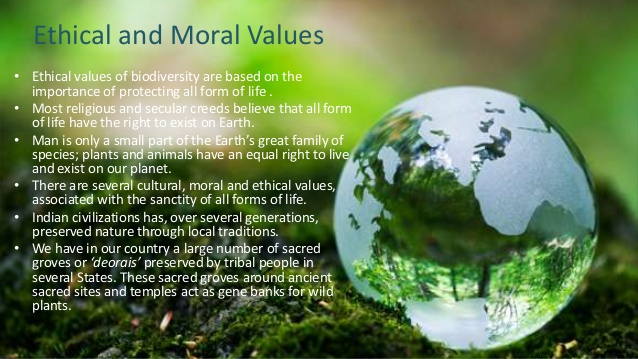 Ethical and Moral Values
• Ethical values of biodiversity are based on the
importance of protecting all form of life .
• Most religious and secular creeds believe that all form
of life have the right to exist on Earth.
• Man is only a small part of the Earth's great family of
species; plants and animals have an equal right to live
and exist on our planet.
• There are several cultural, moral and ethical values,
associated with the sanctity of all forms of life.
• Indian civilizations has, over several generations,
preserved nature through local traditions.
• We have in our country a large number of sacred
groves or ‘deorais’ preserved by tribal people in
several States. These sacred groves around ancient
sacred sites and temples act as gene banks for wild
plants.